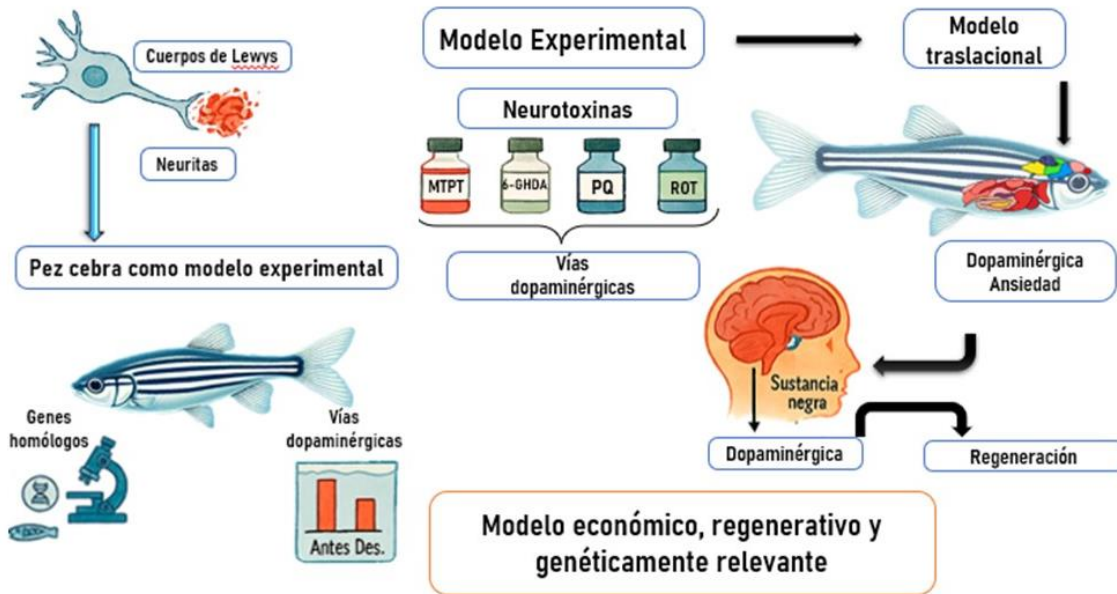 Cuerpos de Lewys
Neuritas
Pez cebra como modelo experimental
Genes
homólogos
Vías
dopaminérgicas
Antes Des.
Modelo Experimental
Neurotoxinas
MTPT
6-GHDA
PQ
ROT
Vías
dopaminérgicas
Modelo
traslacional
Dopaminérgica
Ansiedad
Sustancia
negra
Dopaminérgica
Regeneración
Modelo económico, regenerativo y
genéticamente relevante